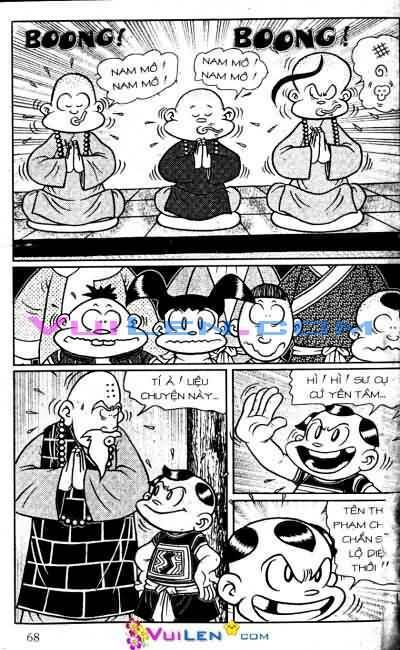 BOONG!
BOONG!
NAM MÔ!
NAM MÔ!
NAM MÔ!
NAM MÔ!
VUILEN.COM
TÍ À! LIỆU
CHUYỆN NÀY...
HÌ! HÌ! SƯ CỤ
CỨ YÊN TÂM...
TÊN TH
PHẠM CH
CHẮN S
LỘ DIỆ
THÔI!
68
VUILEN.COM